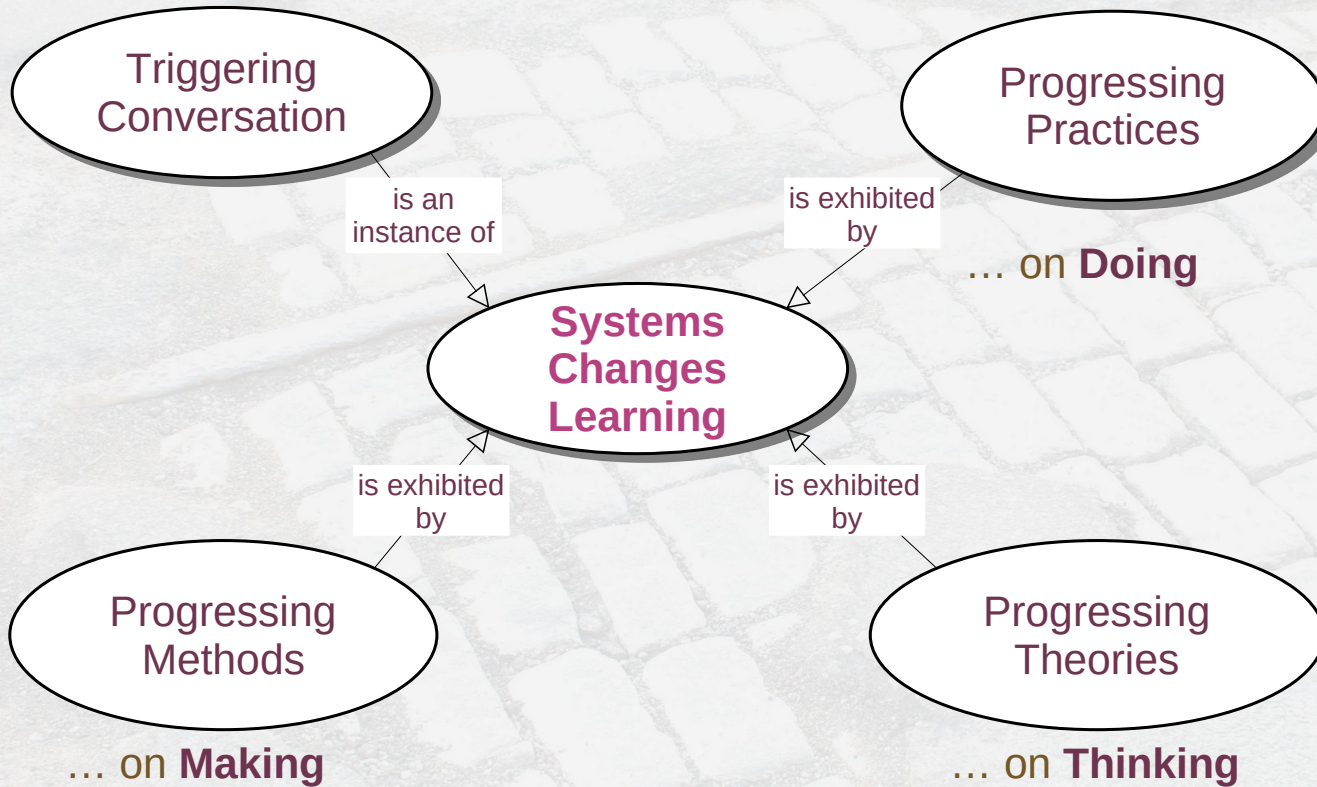 Triggering
Conversation
Progressing
Practices
is an
instance of
is exhibited
by
… on Doing
Systems
Changes
Learning
is exhibited
by
is exhibited
by
Progressing
Methods
Progressing
Theories
… on Making
… on Thinking